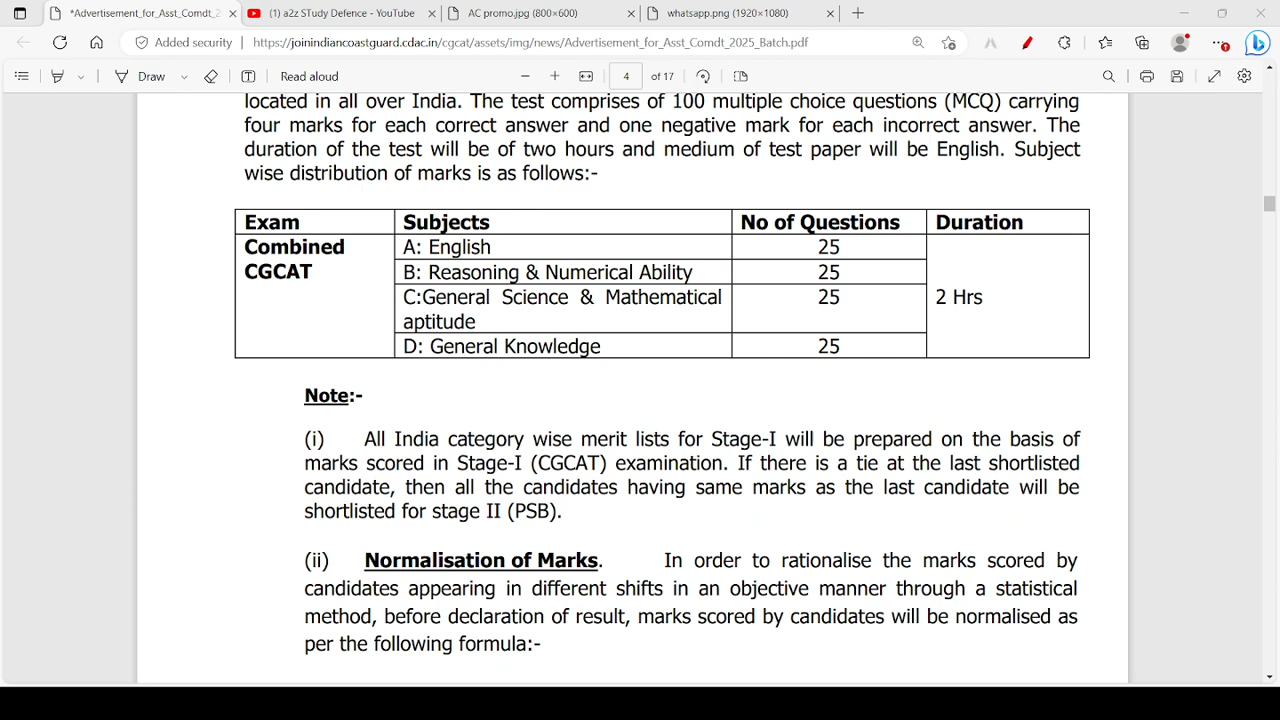 *Advertisement_for_Asst_Comdt_2
(1) a2z STudy Defence - YouTube
AC promo.jpg (800×600)
whatsapp.png (1920×1080)
Added security
https://joinindiancoastguard.cdac.in/cgcat/assets/img/news/Advertisement_for_Asst_Comdt_2025_Batch.pdf
Draw
Read aloud
4
of 17
located in all over India. The test comprises of 100 multiple choice questions (MCQ) carrying
four marks for each correct answer and one negative mark for each incorrect answer. The
duration of the test will be of two hours and medium of test paper will be English. Subject
wise distribution of marks is as follows:-
Exam Subjects No of Questions Duration
Combined CGCAT
A: English 25
B: Reasoning & Numerical Ability 25
C:General Science & Mathematical aptitude 25
2 Hrs
D: General Knowledge 25
Note:-
(i) All India category wise merit lists for Stage-I will be prepared on the basis of
marks scored in Stage-I (CGCAT) examination. If there is a tie at the last shortlisted
candidate, then all the candidates having same marks as the last candidate will be
shortlisted for stage II (PSB).
(ii) Normalisation of Marks. In order to rationalise the marks scored by
candidates appearing in different shifts in an objective manner through a statistical
method, before declaration of result, marks scored by candidates will be normalised as
per the following formula:-